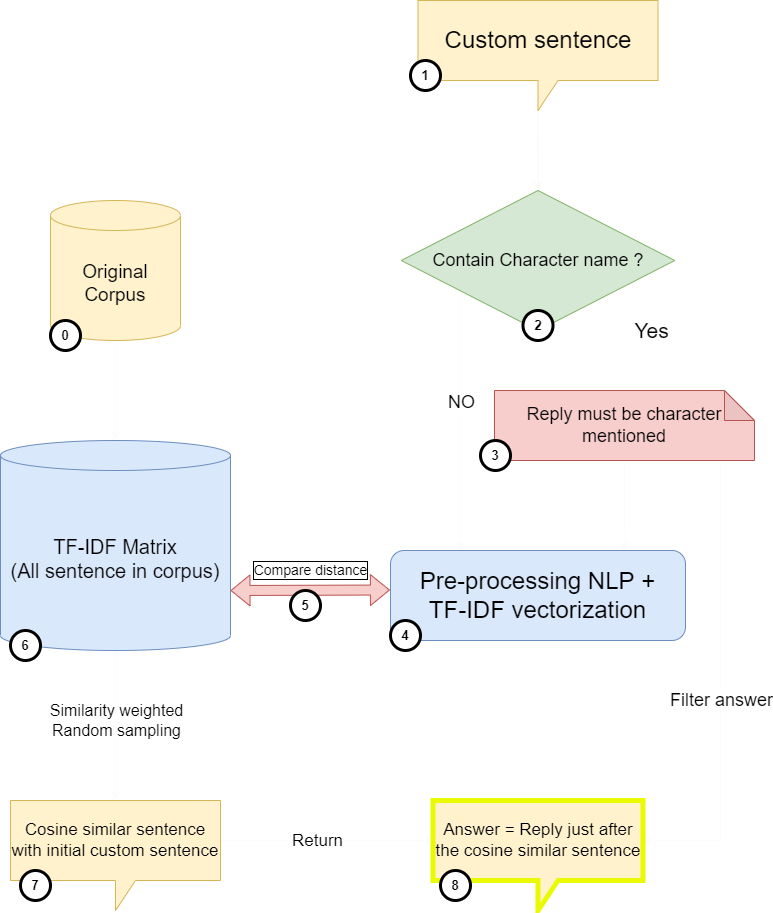 Custom sentence
1
Contain Character name ?
2
Original
Corpus
0
Yes
NO
Reply must be character
mentioned
3
TF-IDF Matrix
(All sentence in corpus)
6
Compare distance
5
Pre-processing NLP +
TF-IDF vectorization
4
Similarity weighted
Random sampling
Filter answer
Cosine similar sentence
with initial custom sentence
7
Return
Answer = Reply just after
the cosine similar sentence
8